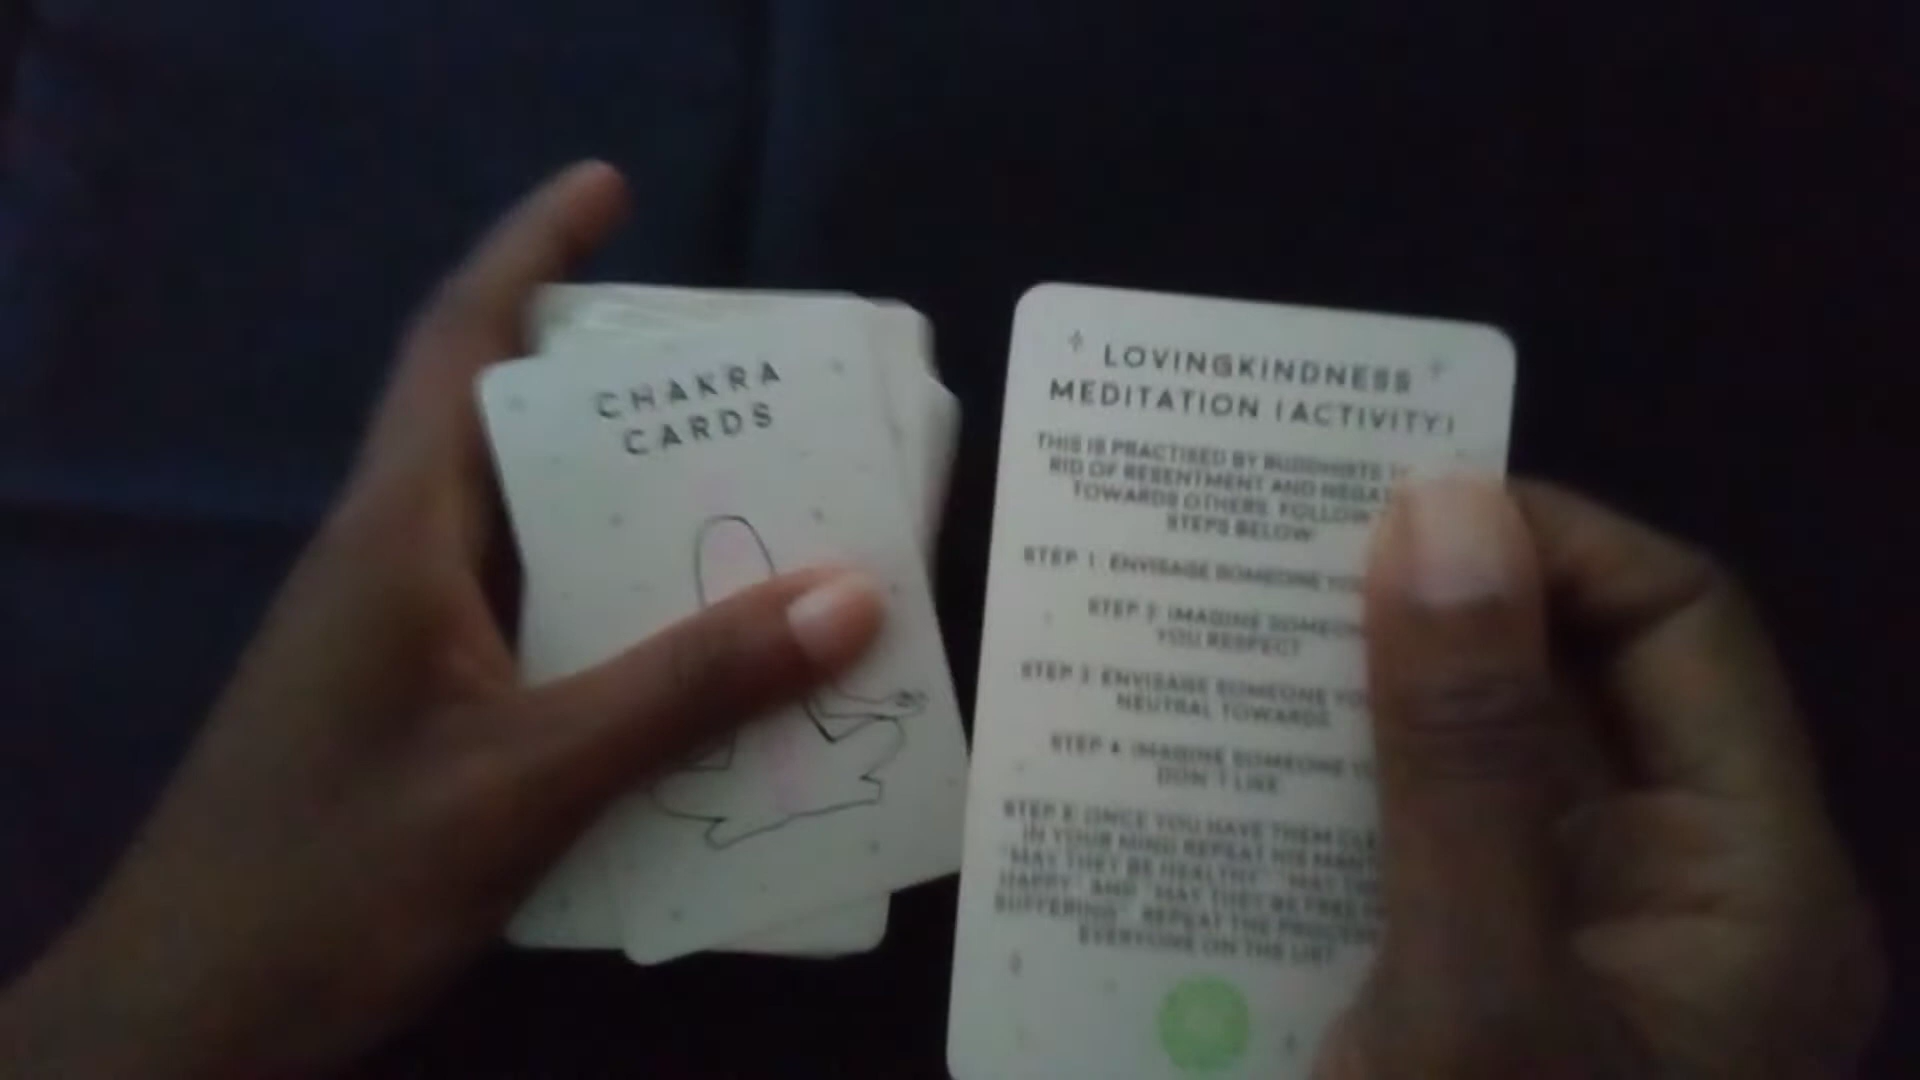 CHAKRA
CARDS
LOVINGKINDNESS
MEDITATION (ACTIVITY)
THIS IS PRACTISED BY BUDDHISTS
RID OF RESENTMENT AND
TOWARDS OTHERS. FOLLOW
STEPS BELOW
STEP 1: ENVISAGE SOMEONE
STEP 2: IMAGINE
YOU RESPECT
STEP 3: ENVISAGE SOMEONE
NEUTRAL TOWARDS
STEP 4: IMAGINE SOMEONE
DON'T LIKE
STEP 5: ONCE YOU HAVE THEM
IN YOUR MIND REPEAT HIS
"MAY THEY BE HEALTHY", "MAY
HAPPY", AND "MAY THEY BE FREE
SUFFERING". REPEAT THE
EVERYONE ON THE LIST